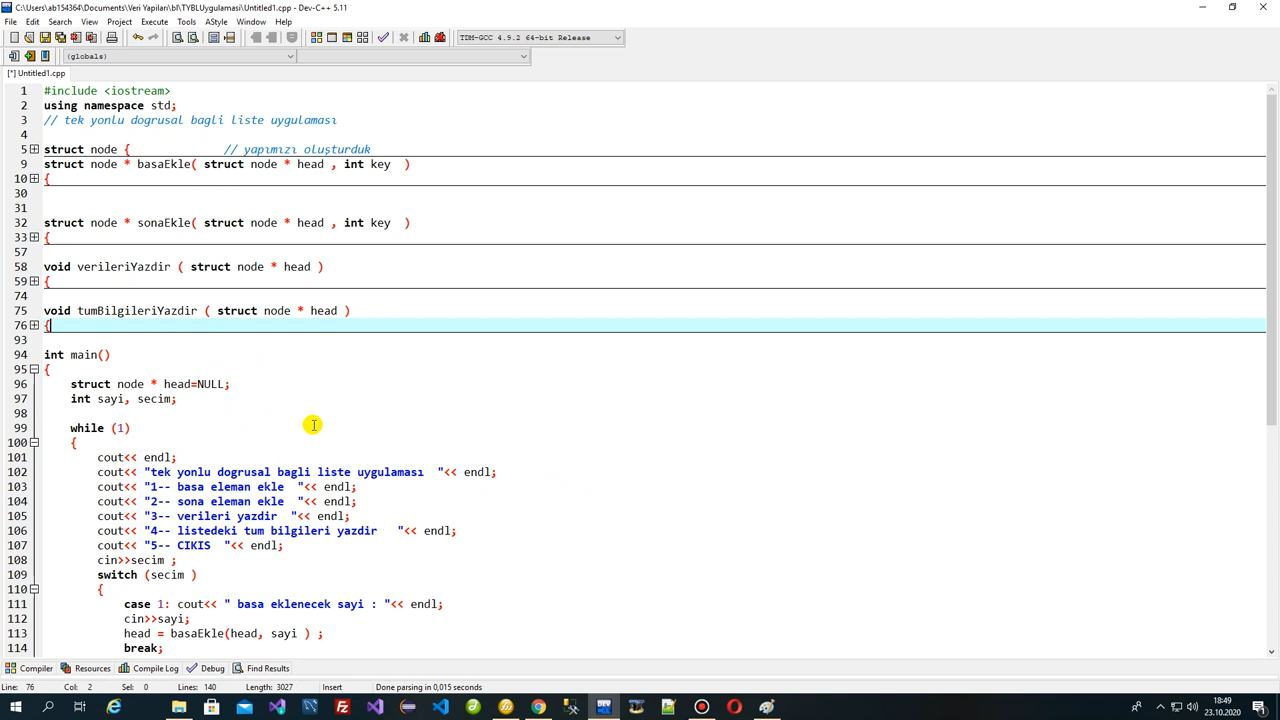 C:\Users\ab154364\Documents\Veri Yapilan\bl\TYBLUygulamasi\Untitled1.cpp - Dev-C++ 5.11
File Edit Search View Project Execute Tools AStyle Window Help
TDM-GCC 4.9.2 64-bit Release
(globals)
[*] Untitled1.cpp
1 #include <iostream>
2 using namespace std;
3 // tek yonlu dogrusal bagli liste uygulaması
4
5 struct node { // yapımızı oluşturduk
9 struct node * basaEkle( struct node * head , int key )
10 {
30
31
32 struct node * sonaEkle( struct node * head , int key )
33 {
57
58 void verileriYazdir ( struct node * head )
59 {
74
75 void tumBilgileriYazdir ( struct node * head )
76 {
93
94 int main()
95 {
96 struct node * head=NULL;
97 int sayi, secim;
98
99 while (1)
100 {
101 cout<< endl;
102 cout<< "tek yonlu dogrusal bagli liste uygulaması "<< endl;
103 cout<< "1-- basa eleman ekle "<< endl;
104 cout<< "2-- sona eleman ekle "<< endl;
105 cout<< "3-- verileri yazdir "<< endl;
106 cout<< "4-- listedeki tum bilgileri yazdir "<< endl;
107 cout<< "5-- CIKIS "<< endl;
108 cin>>secim ;
109 switch (secim )
110 {
111 case 1: cout<< " basa eklenecek sayi : "<< endl;
112 cin>>sayi;
113 head = basaEkle(head, sayi ) ;
114 break;
Compiler Resources Compile Log Debug Find Results
Line: 76 Col: 2 Sel: 0 Lines: 140 Length: 3027 Insert Done parsing in 0,015 seconds
18:49
23.10.2020